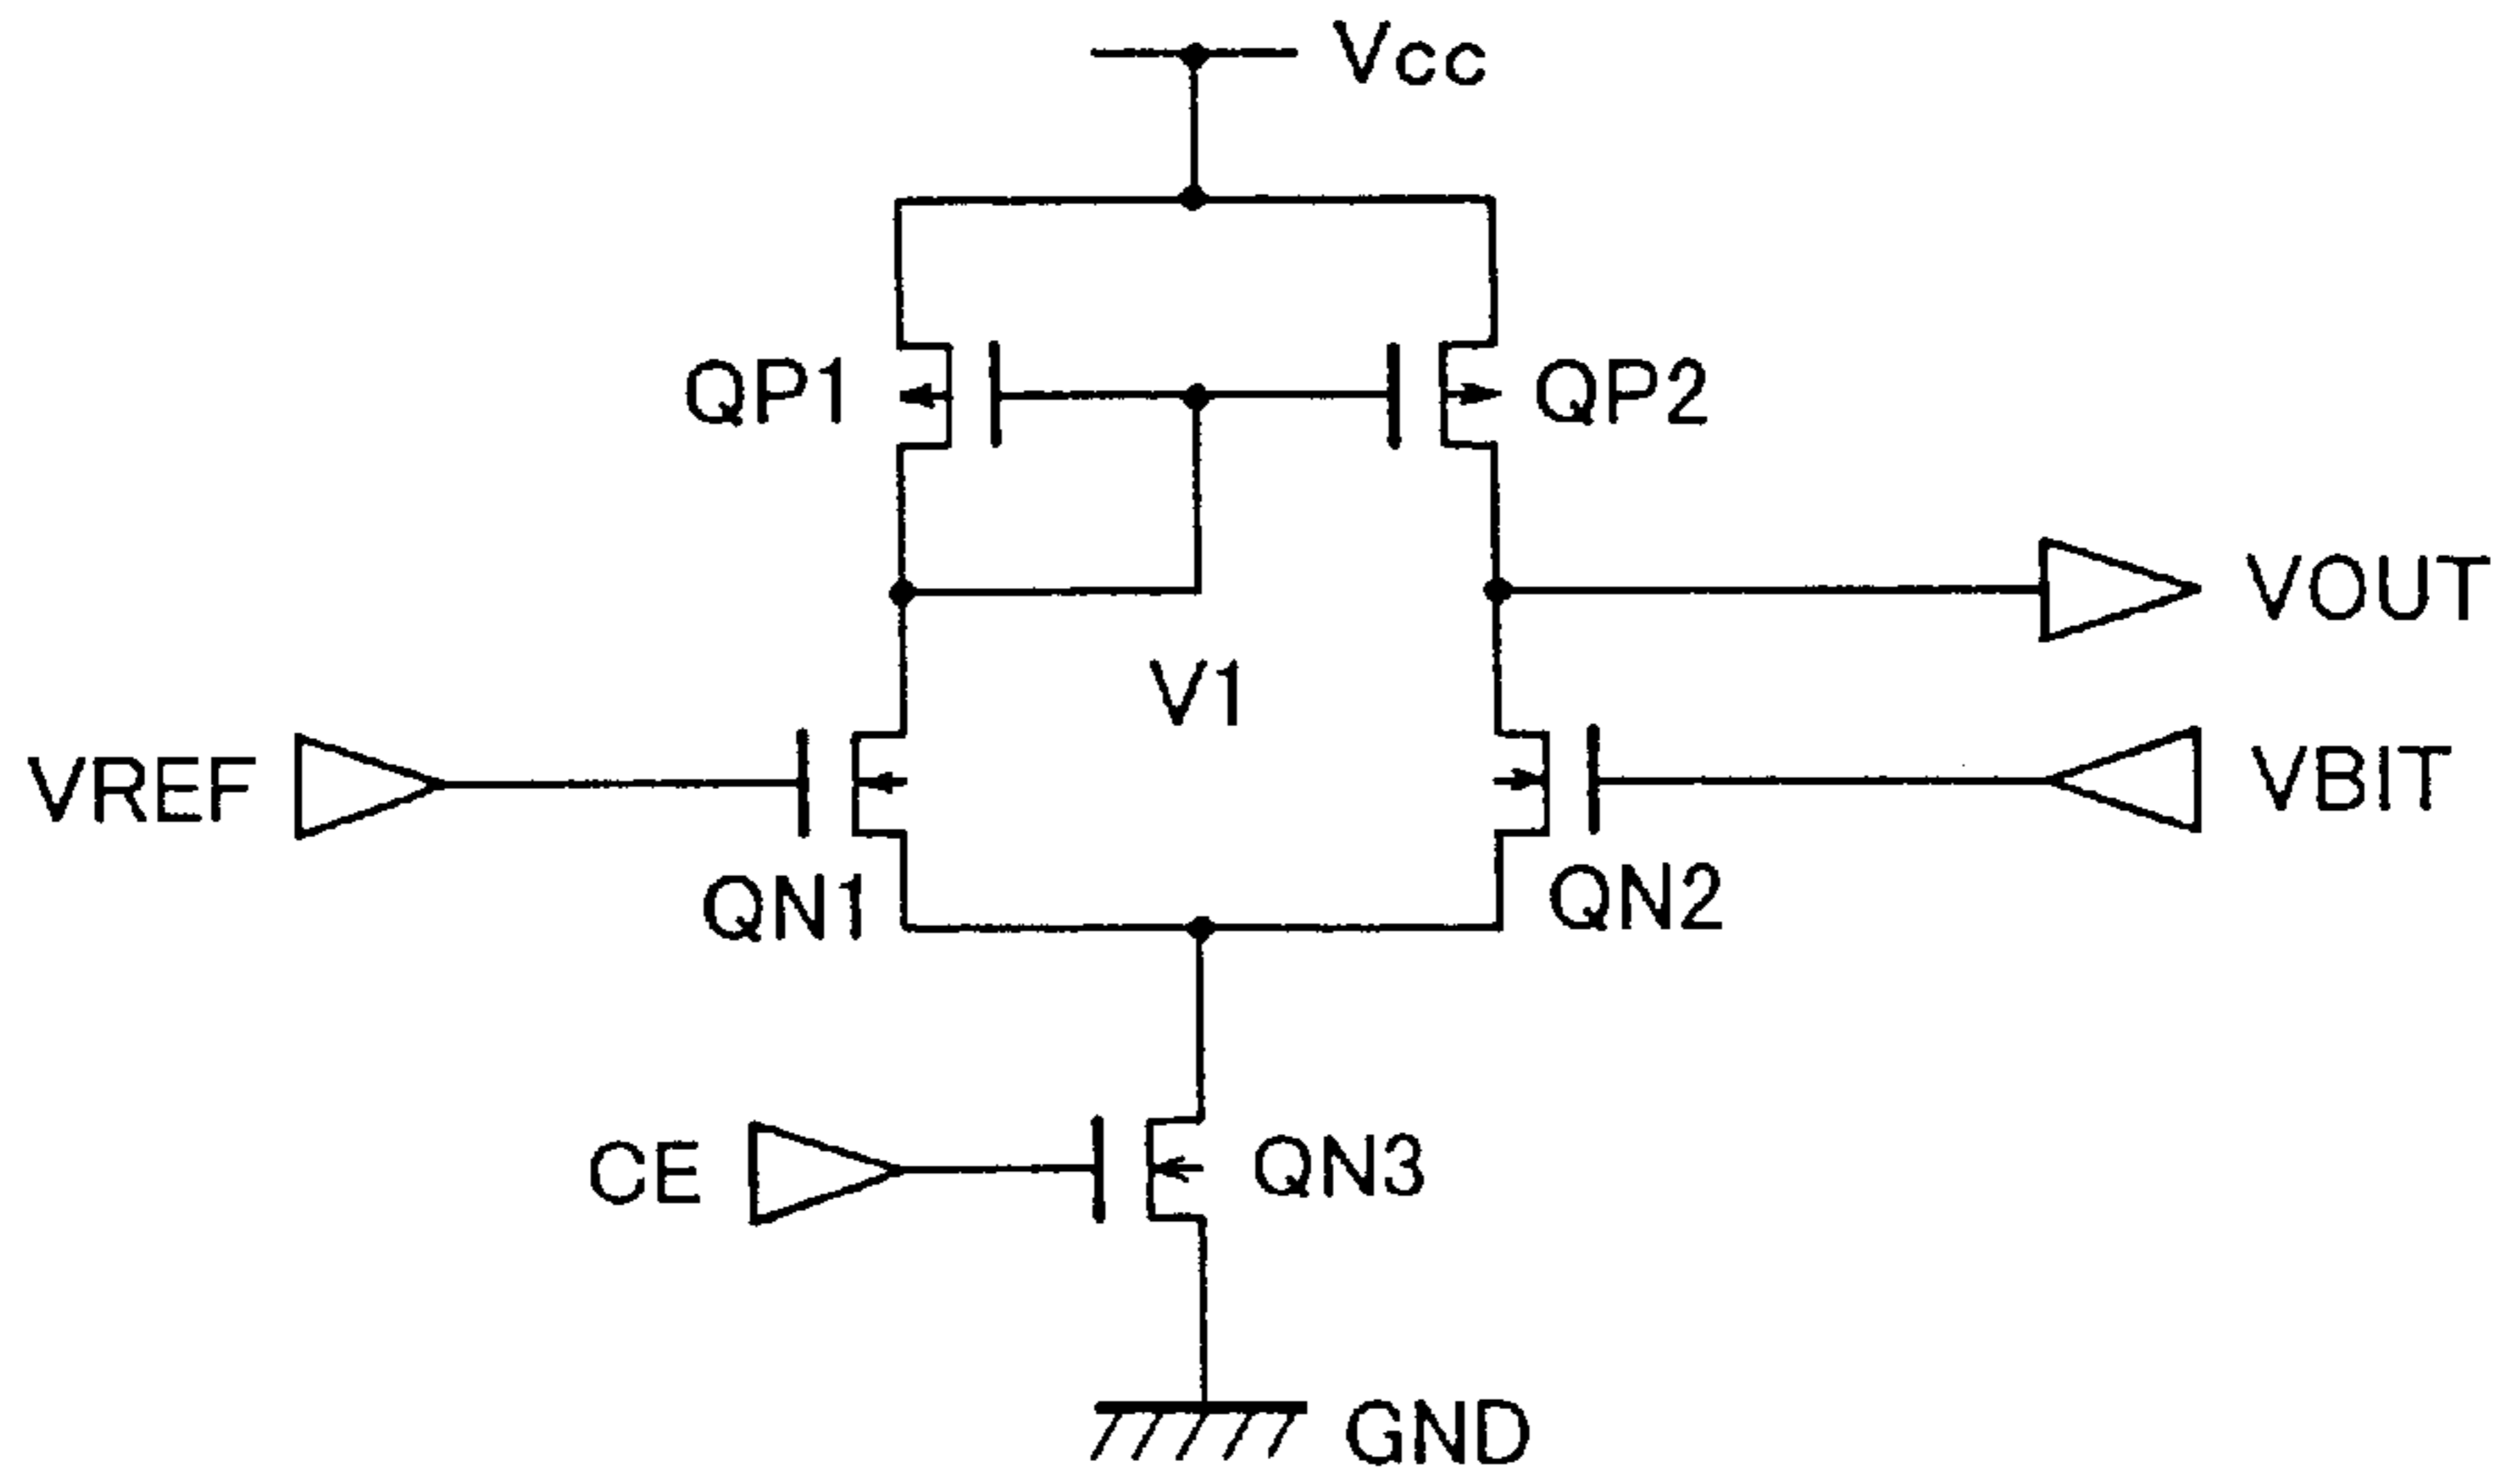 Vcc
QP1
QP2
VOUT
V1
VREF
VBIT
QN1
QN2
CE
QN3
GND